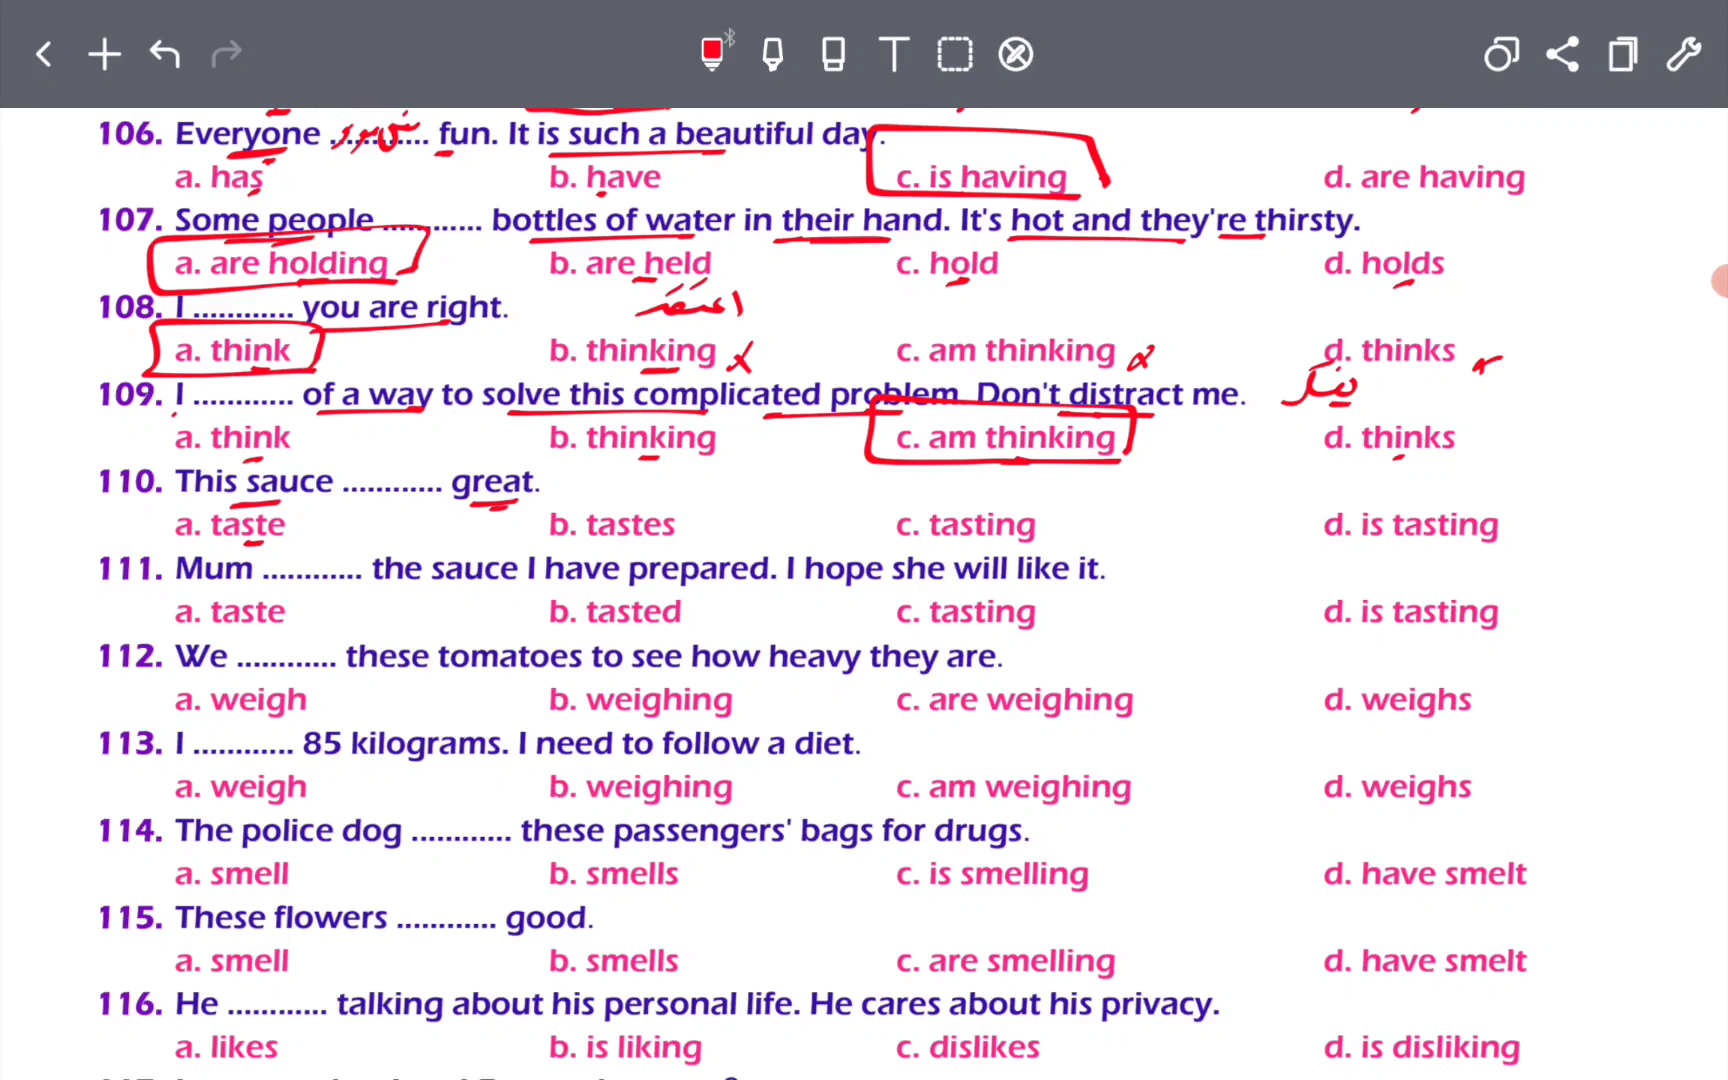 106. Everyone ............ fun. It is such a beautiful day.
a. has b. have c. is having d. are having
107. Some people ............ bottles of water in their hand. It's hot and they're thirsty.
a. are holding b. are held c. hold d. holds
108. I ............ you are right.
a. think b. thinking c. am thinking d. thinks
109. I ............ of a way to solve this complicated problem. Don't distract me.
a. think b. thinking c. am thinking d. thinks
110. This sauce ............ great.
a. taste b. tastes c. tasting d. is tasting
111. Mum ............ the sauce I have prepared. I hope she will like it.
a. taste b. tasted c. tasting d. is tasting
112. We ............ these tomatoes to see how heavy they are.
a. weigh b. weighing c. are weighing d. weighs
113. I ............ 85 kilograms. I need to follow a diet.
a. weigh b. weighing c. am weighing d. weighs
114. The police dog ............ these passengers' bags for drugs.
a. smell b. smells c. is smelling d. have smelt
115. These flowers ............ good.
a. smell b. smells c. are smelling d. have smelt
116. He ............ talking about his personal life. He cares about his privacy.
a. likes b. is liking c. dislikes d. is disliking